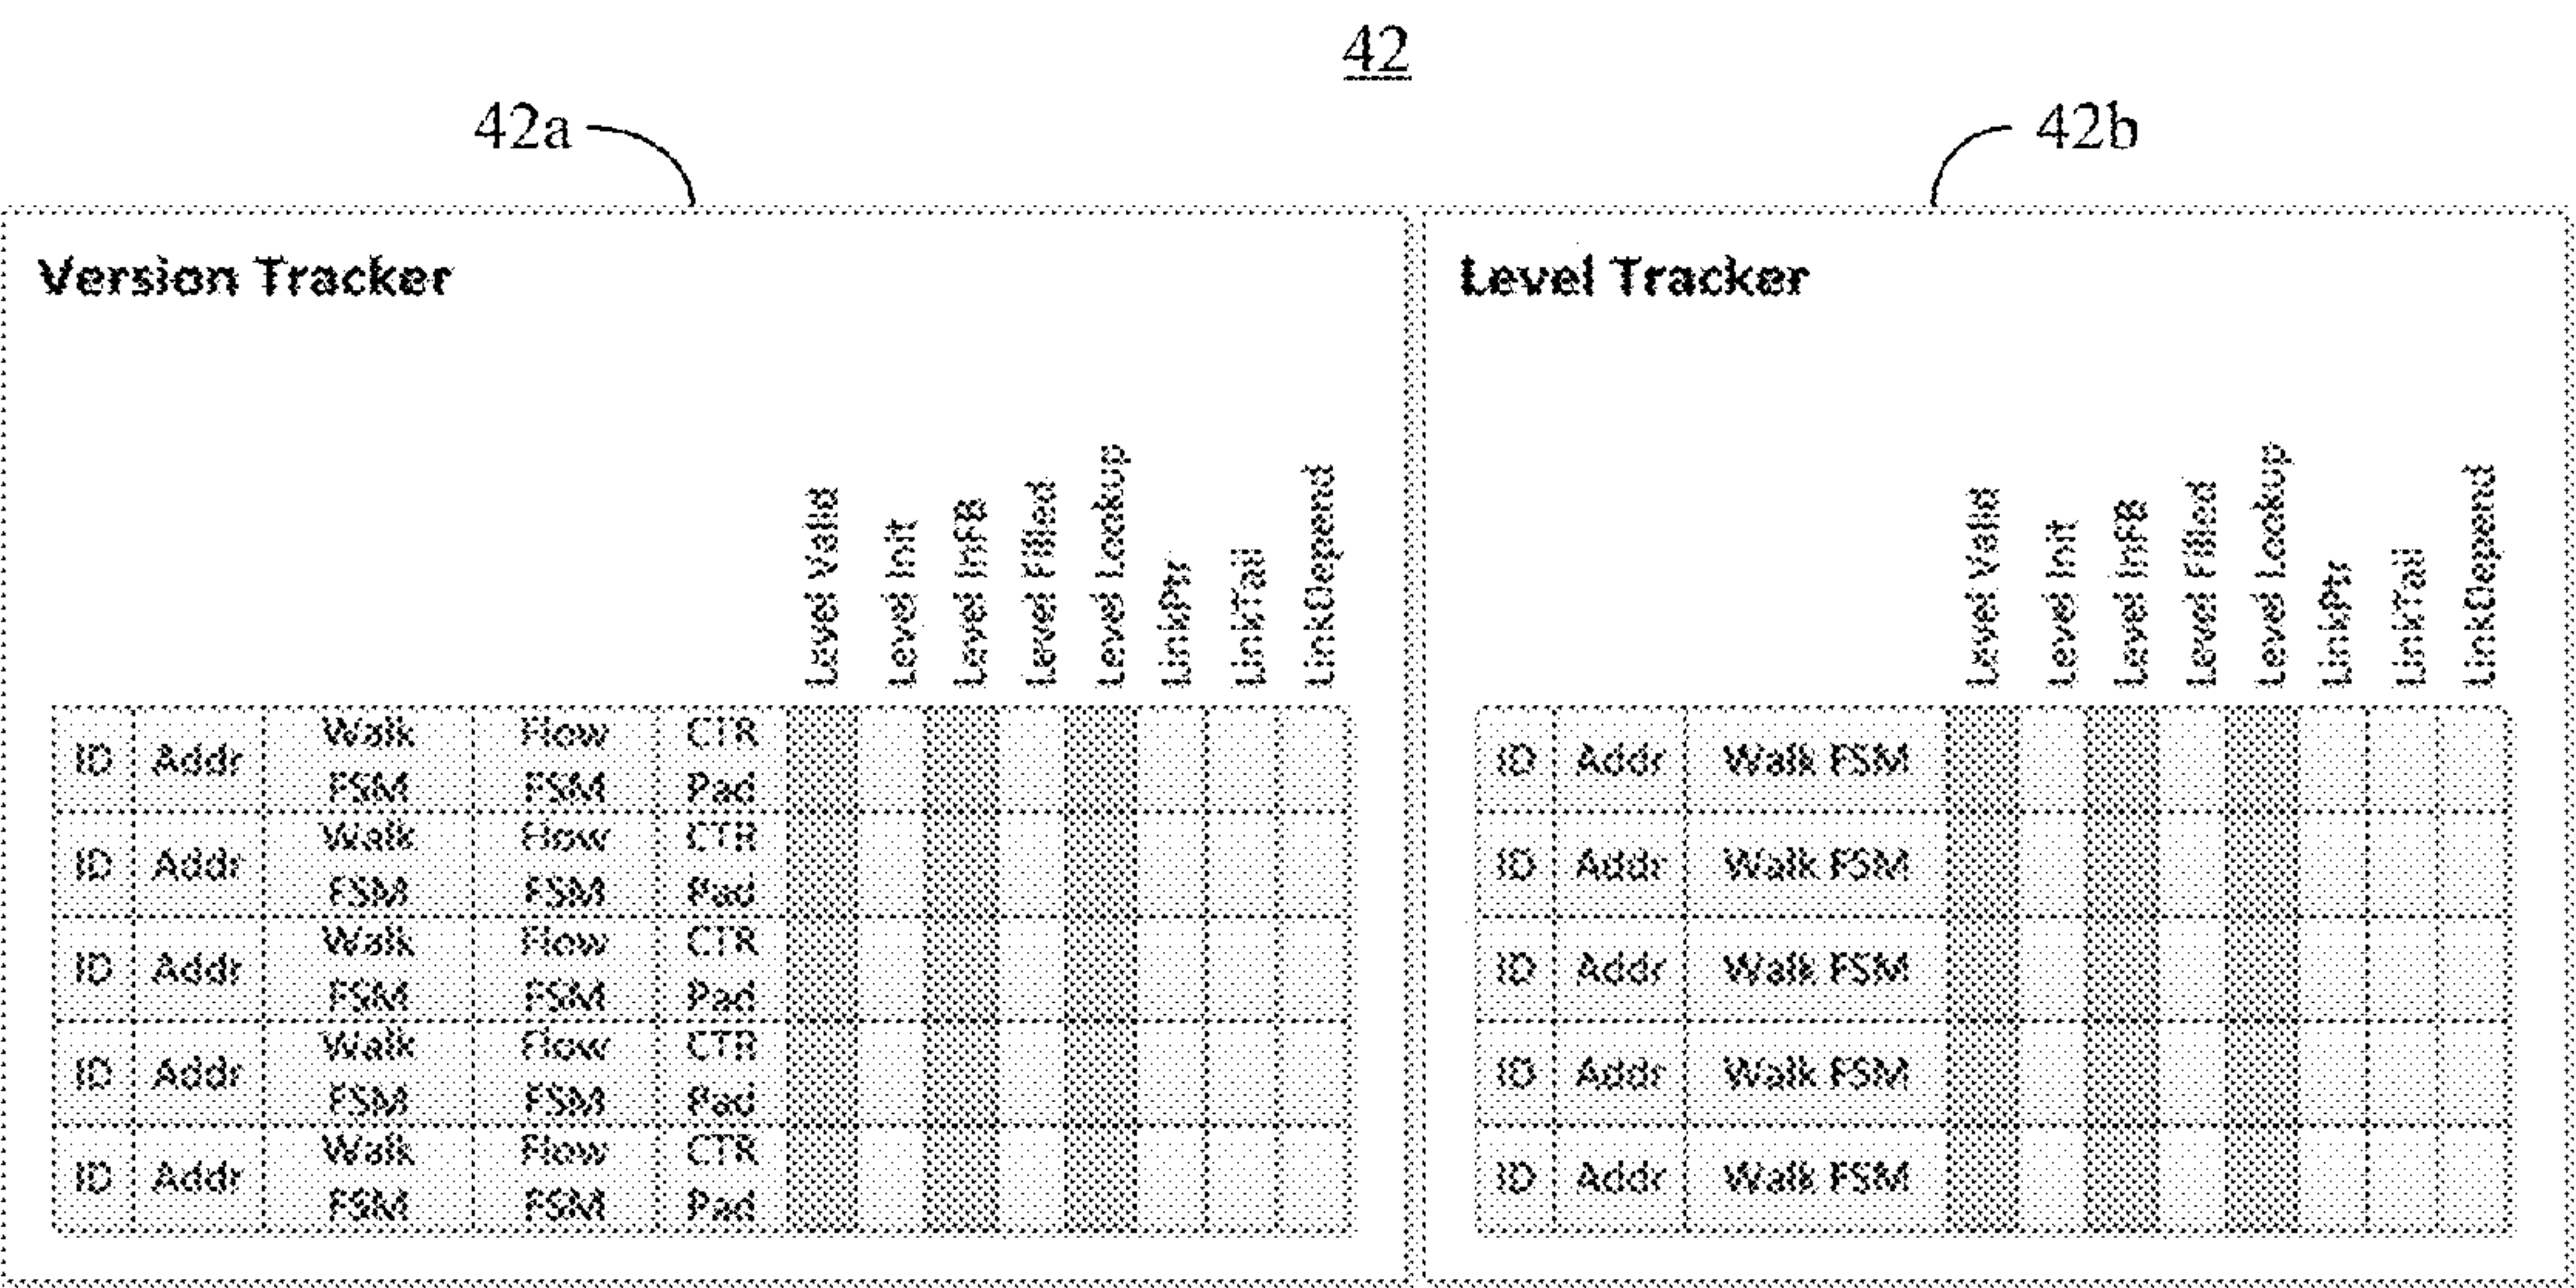 42
42a
42b
Version Tracker
Level Tracker
Level Valid
Level Init
Level InFB
Level Filled
Level Lookup
LinkPtr
LinkTail
LinkDepend
Level Valid
Level Init
Level InFB
Level Filled
Level Lookup
LinkPtr
LinkTail
LinkDepend
ID Addr Walk FSM Flow FSM CTR Pad
ID Addr Walk FSM Flow FSM CTR Pad
ID Addr Walk FSM Flow FSM CTR Pad
ID Addr Walk FSM Flow FSM CTR Pad
ID Addr Walk FSM Flow FSM CTR Pad
ID Addr Walk FSM
ID Addr Walk FSM
ID Addr Walk FSM
ID Addr Walk FSM
ID Addr Walk FSM